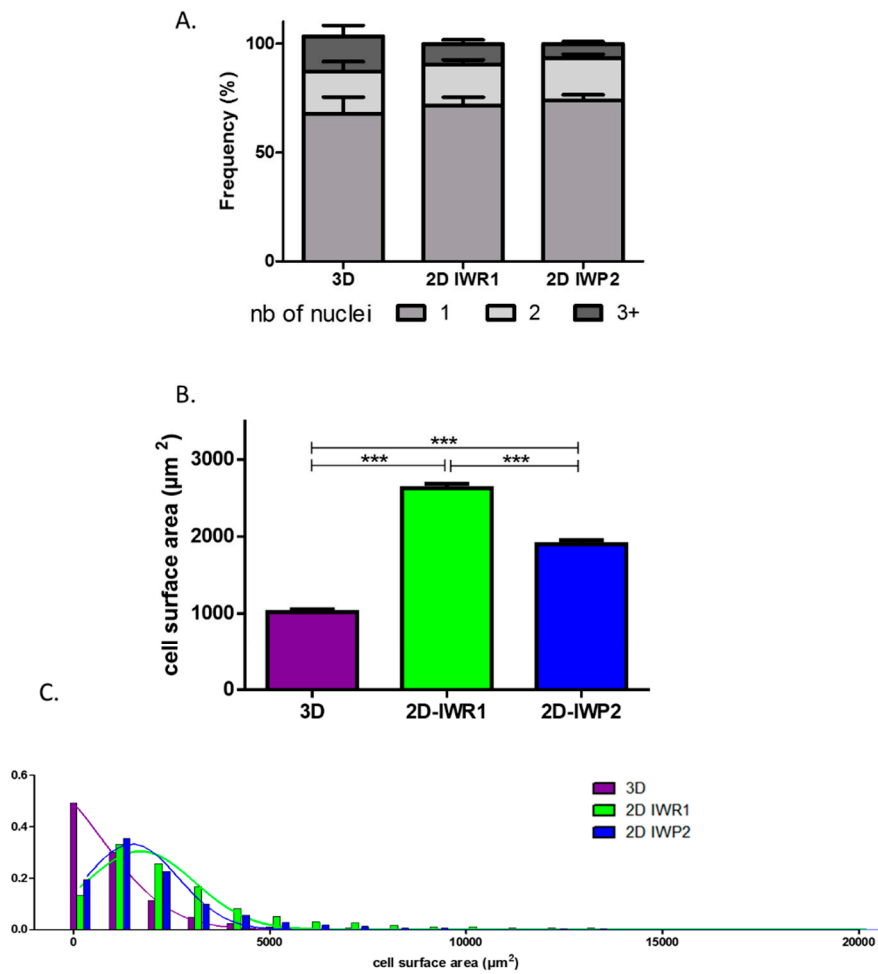 A.
Frequency (%)
100
50
0
3D 2D IWR1 2D IWP2
nb of nuclei 1 2 3+
B.
cell surface area (µm²)
3000
2000
1000
0
***
*** ***
3D 2D-IWR1 2D-IWP2
C.
0.6
0.4
0.2
0.0
3D
2D IWR1
2D IWP2
0 5000 10000 15000 20000
cell surface area (µm²)